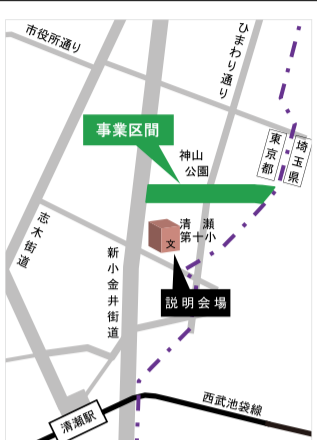 市役所通り
ひまわり通り
事業区間
神山
公園
東京都
埼玉県
志木街道
清 瀬
第十小
文
新小金井街道
説明会場
西武池袋線
清瀬駅